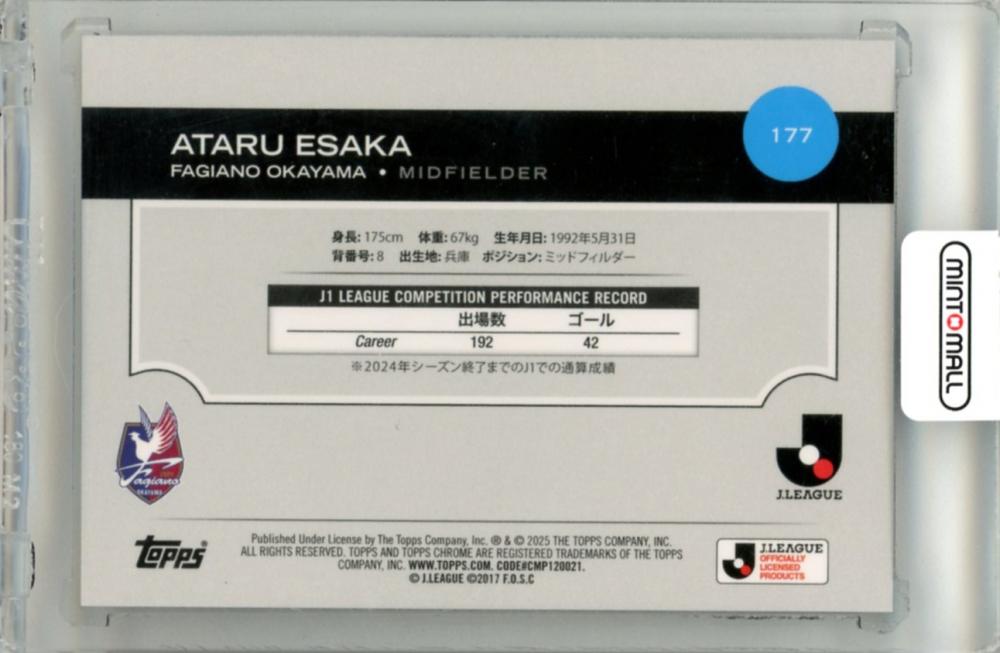 ATARU ESAKA
FAGIANO OKAYAMA • MIDFIELDER
177
身長: 175cm 体重: 67kg 生年月日: 1992年5月31日
背番号: 8 出生地: 兵庫 ポジション: ミッドフィルダー
J1 LEAGUE COMPETITION PERFORMANCE RECORD
出場数 ゴール
Career 192 42
※2024年シーズン終了までのJ1での通算成績
MINT MALL
Fagiano
OKAYAMA
J.LEAGUE
Topps®
Published Under License by The Topps Company, Inc. ® & © 2025 THE TOPPS COMPANY, INC.
ALL RIGHTS RESERVED. TOPPS AND TOPPS CHROME ARE REGISTERED TRADEMARKS OF THE TOPPS
COMPANY, INC. WWW.TOPPS.COM. CODE#CMP120021.
© J.LEAGUE ©2017 F.O.S.C
J.LEAGUE
OFFICIALLY
LICENSED
PRODUCTS